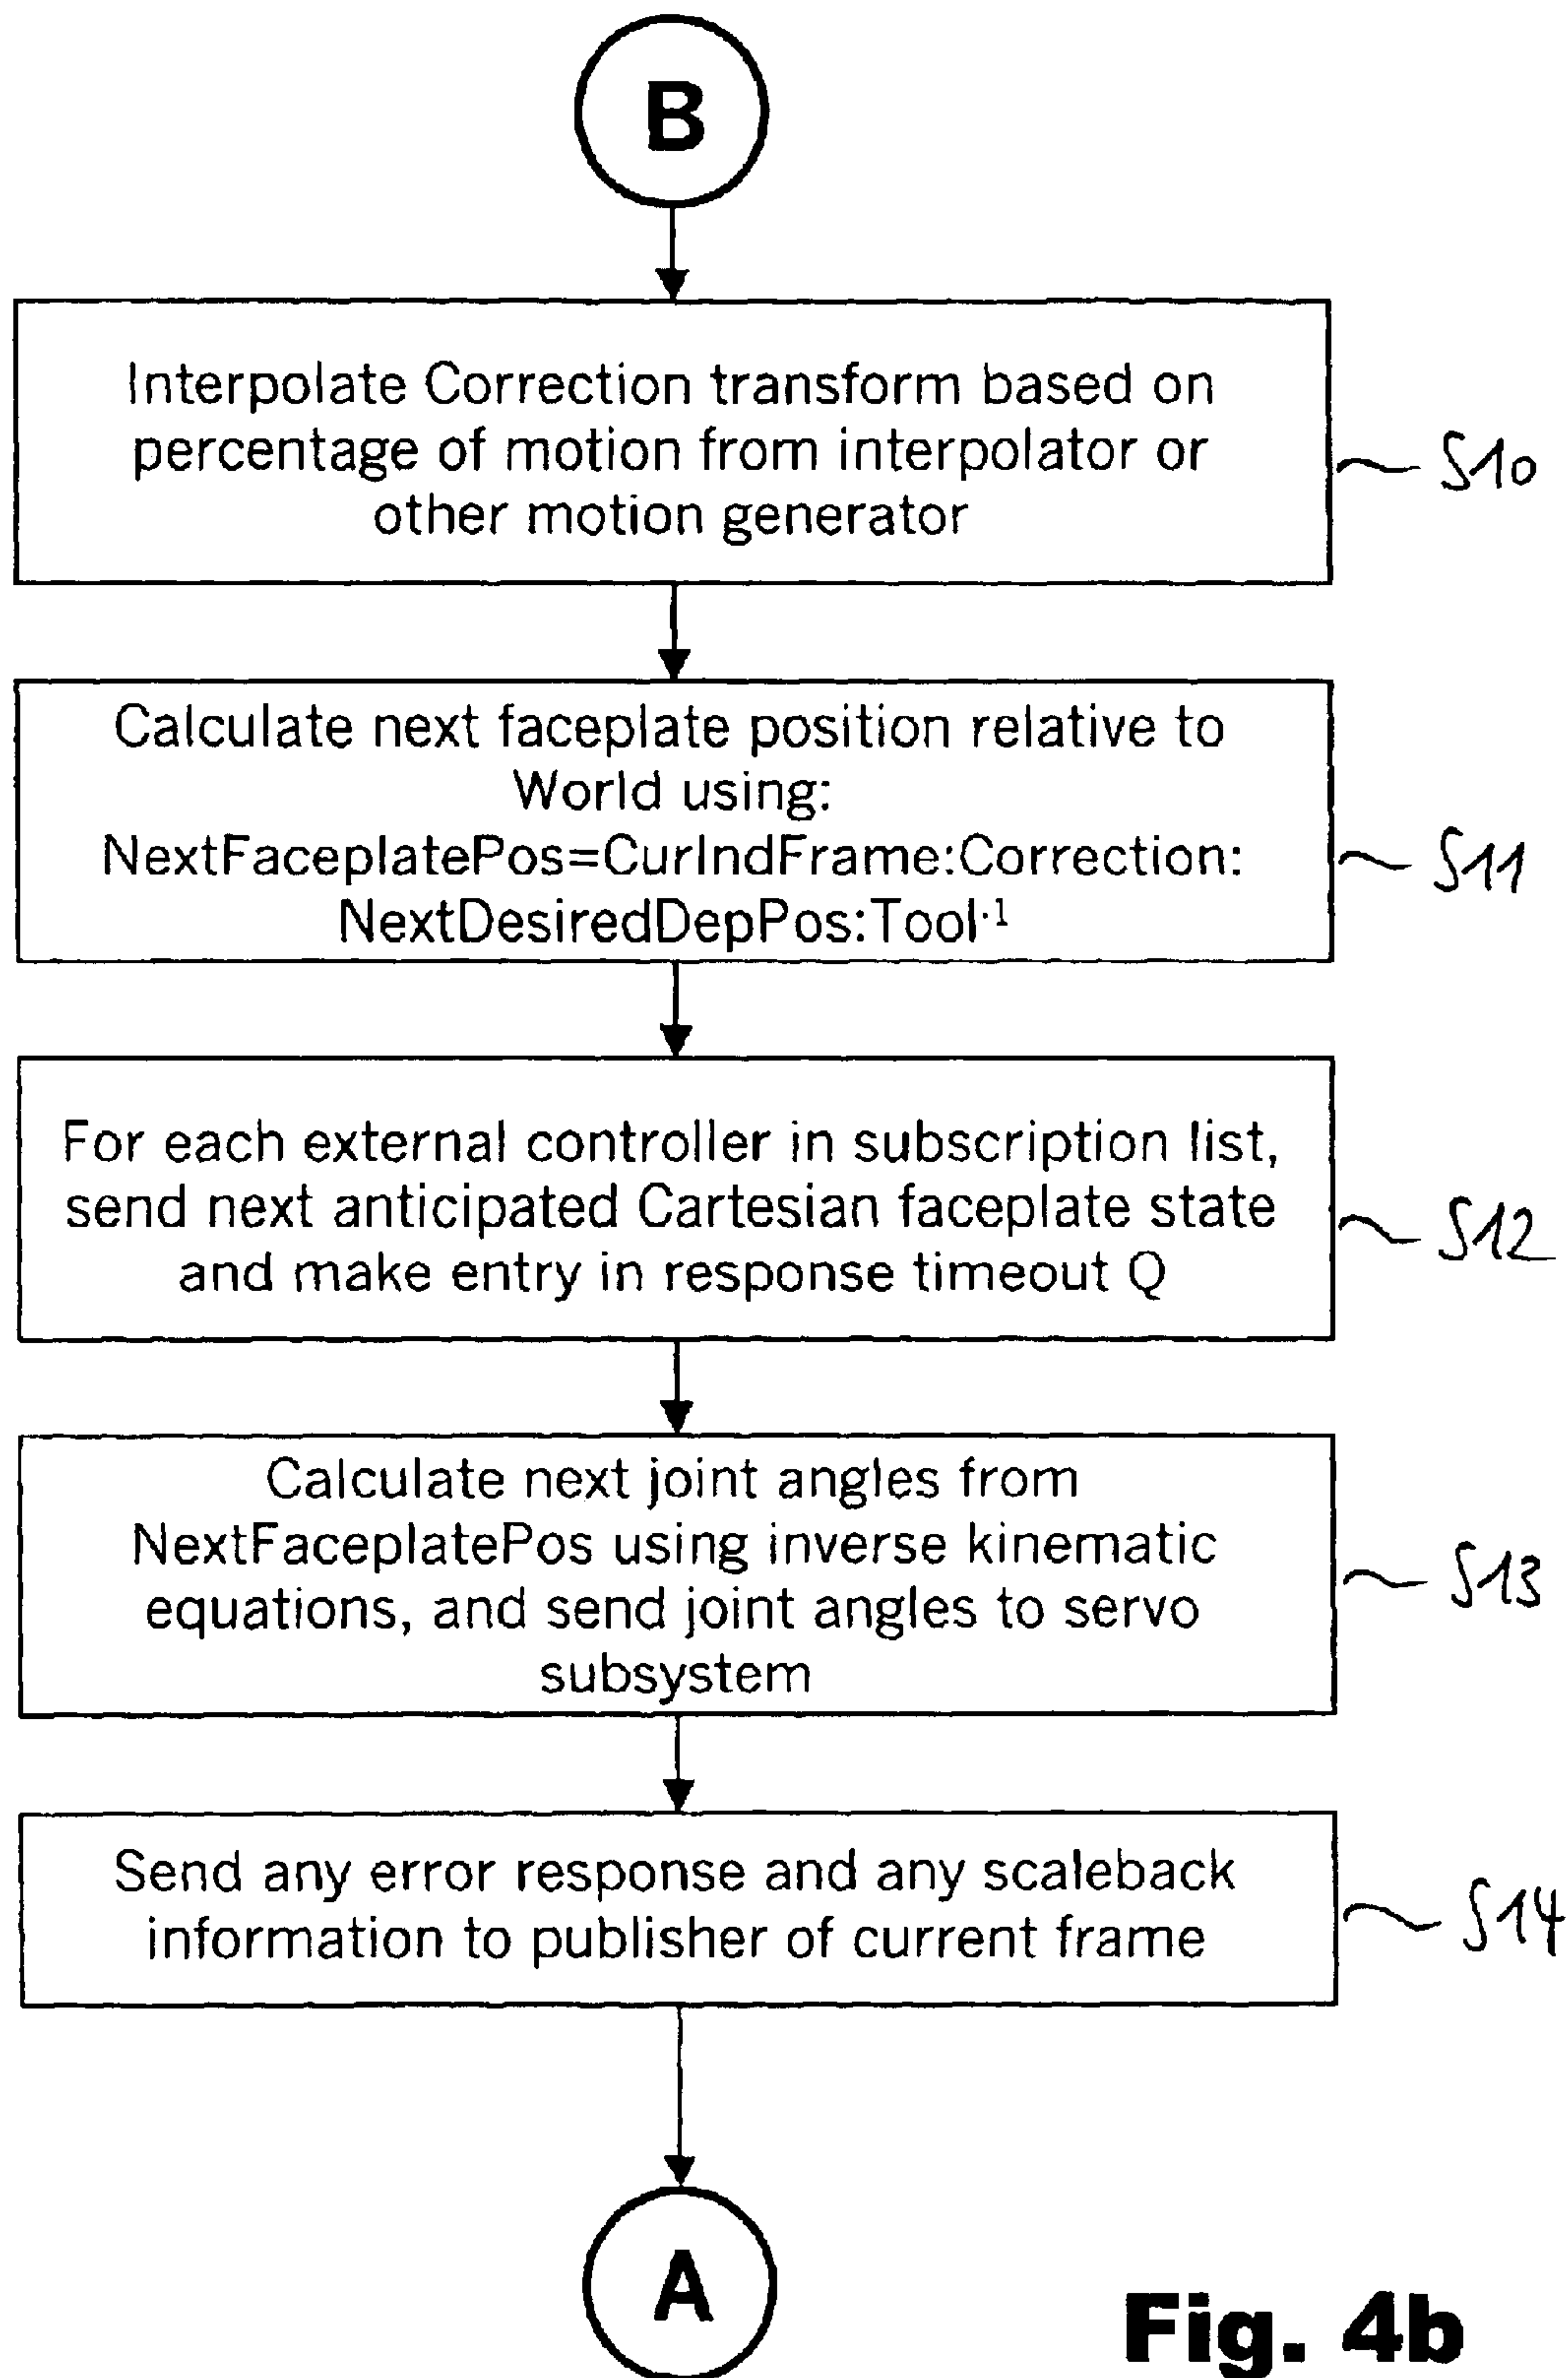 B
Interpolate Correction transform based on
percentage of motion from interpolator or
other motion generator
S10
Calculate next faceplate position relative to
World using:
NextFaceplatePos=CurIndFrame:Correction:
NextDesiredDepPos:Tool⁻¹
S11
For each external controller in subscription list,
send next anticipated Cartesian faceplate state
and make entry in response timeout Q
S12
Calculate next joint angles from
NextFaceplatePos using inverse kinematic
equations, and send joint angles to servo
subsystem
S13
Send any error response and any scaleback
information to publisher of current frame
S14
A
Fig. 4b